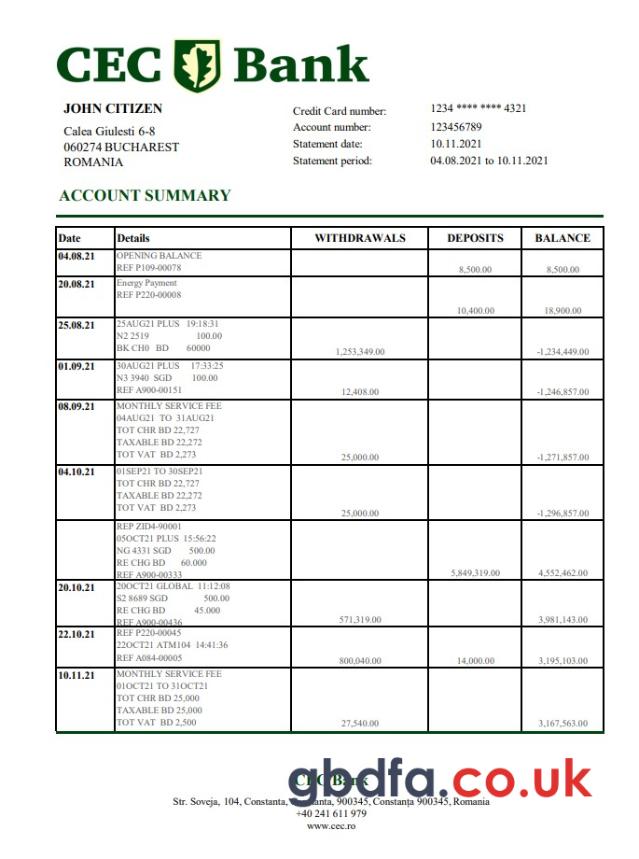 CEC Bank
JOHN CITIZEN
Calea Giulesti 6-8
060274 BUCHAREST
ROMANIA
Credit Card number: 1234 **** **** 4321
Account number: 123456789
Statement date: 10.11.2021
Statement period: 04.08.2021 to 10.11.2021
ACCOUNT SUMMARY
Date Details WITHDRAWALS DEPOSITS BALANCE
04.08.21 OPENING BALANCE
REF P109-00078 8,500.00 8,500.00
20.08.21 Energy Payment
REF P220-00008
10,400.00 18,900.00
25.08.21 25AUG21 PLUS 19:18:31
N2 2519 100.00
BK CH0 BD 60000 1,253,349.00 -1,234,449.00
01.09.21 30AUG21 PLUS 17:33:25
N3 3940 SGD 100.00
REF A900-00151 12,408.00 -1,246,857.00
08.09.21 MONTHLY SERVICE FEE
04AUG21 TO 31AUG21
TOT CHR BD 22,727
TAXABLE BD 22,272
TOT VAT BD 2,273 25,000.00 -1,271,857.00
04.10.21 01SEP21 TO 30SEP21
TOT CHR BD 22,727
TAXABLE BD 22,272
TOT VAT BD 2,273 25,000.00 -1,296,857.00
REP ZID4-90001
05OCT21 PLUS 15:56:22
NG 4331 SGD 500.00
RE CHG BD 60.000
REF A900-00333 5,849,319.00 4,552,462.00
20.10.21 20OCT21 GLOBAL 11:12:08
S2 8689 SGD 500.00
RE CHG BD 45.000
REF A900-00436 571,319.00 3,981,143.00
22.10.21 REF P220-00045
22OCT21 ATM104 14:41:36
REF A084-00005 800,040.00 14,000.00 3,195,103.00
10.11.21 MONTHLY SERVICE FEE
01OCT21 TO 31OCT21
TOT CHR BD 25,000
TAXABLE BD 25,000
TOT VAT BD 2,500 27,540.00 3,167,563.00
CEC Bank
gbdfa.co.uk
Str. Soveja, 104, Constanta, Constanta, 900345, Constanța 900345, Romania
+40 241 611 979
www.cec.ro